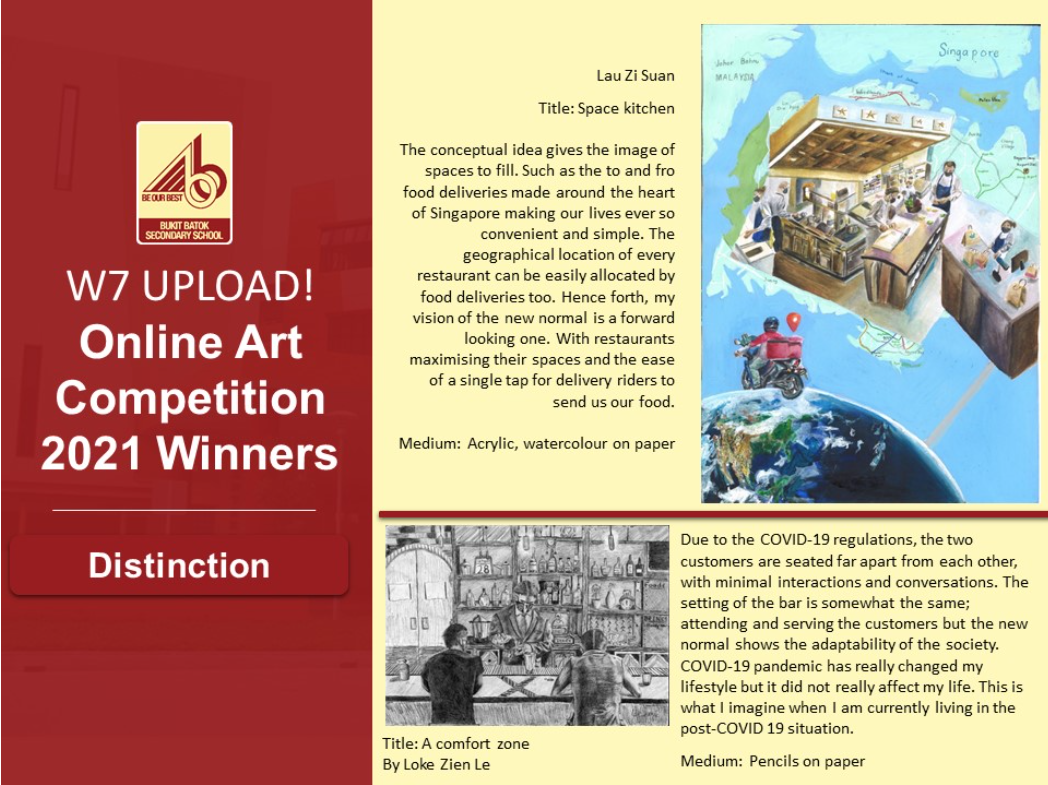 BE OUR BEST
BUKIT BATOK
SECONDARY SCHOOL
W7 UPLOAD!
Online Art
Competition
2021 Winners
Distinction
Lau Zi Suan
Title: Space kitchen
The conceptual idea gives the image of
spaces to fill. Such as the to and fro
food deliveries made around the heart
of Singapore making our lives ever so
convenient and simple. The
geographical location of every
restaurant can be easily allocated by
food deliveries too. Hence forth, my
vision of the new normal is a forward
looking one. With restaurants
maximising their spaces and the ease
of a single tap for delivery riders to
send us our food.
Medium: Acrylic, watercolour on paper
Singapore
Johor Bahru
MALAYSIA
Title: A comfort zone
By Loke Zien Le
Due to the COVID-19 regulations, the two
customers are seated far apart from each other,
with minimal interactions and conversations. The
setting of the bar is somewhat the same;
attending and serving the customers but the new
normal shows the adaptability of the society.
COVID-19 pandemic has really changed my
lifestyle but it did not really affect my life. This is
what I imagine when I am currently living in the
post-COVID 19 situation.
Medium: Pencils on paper